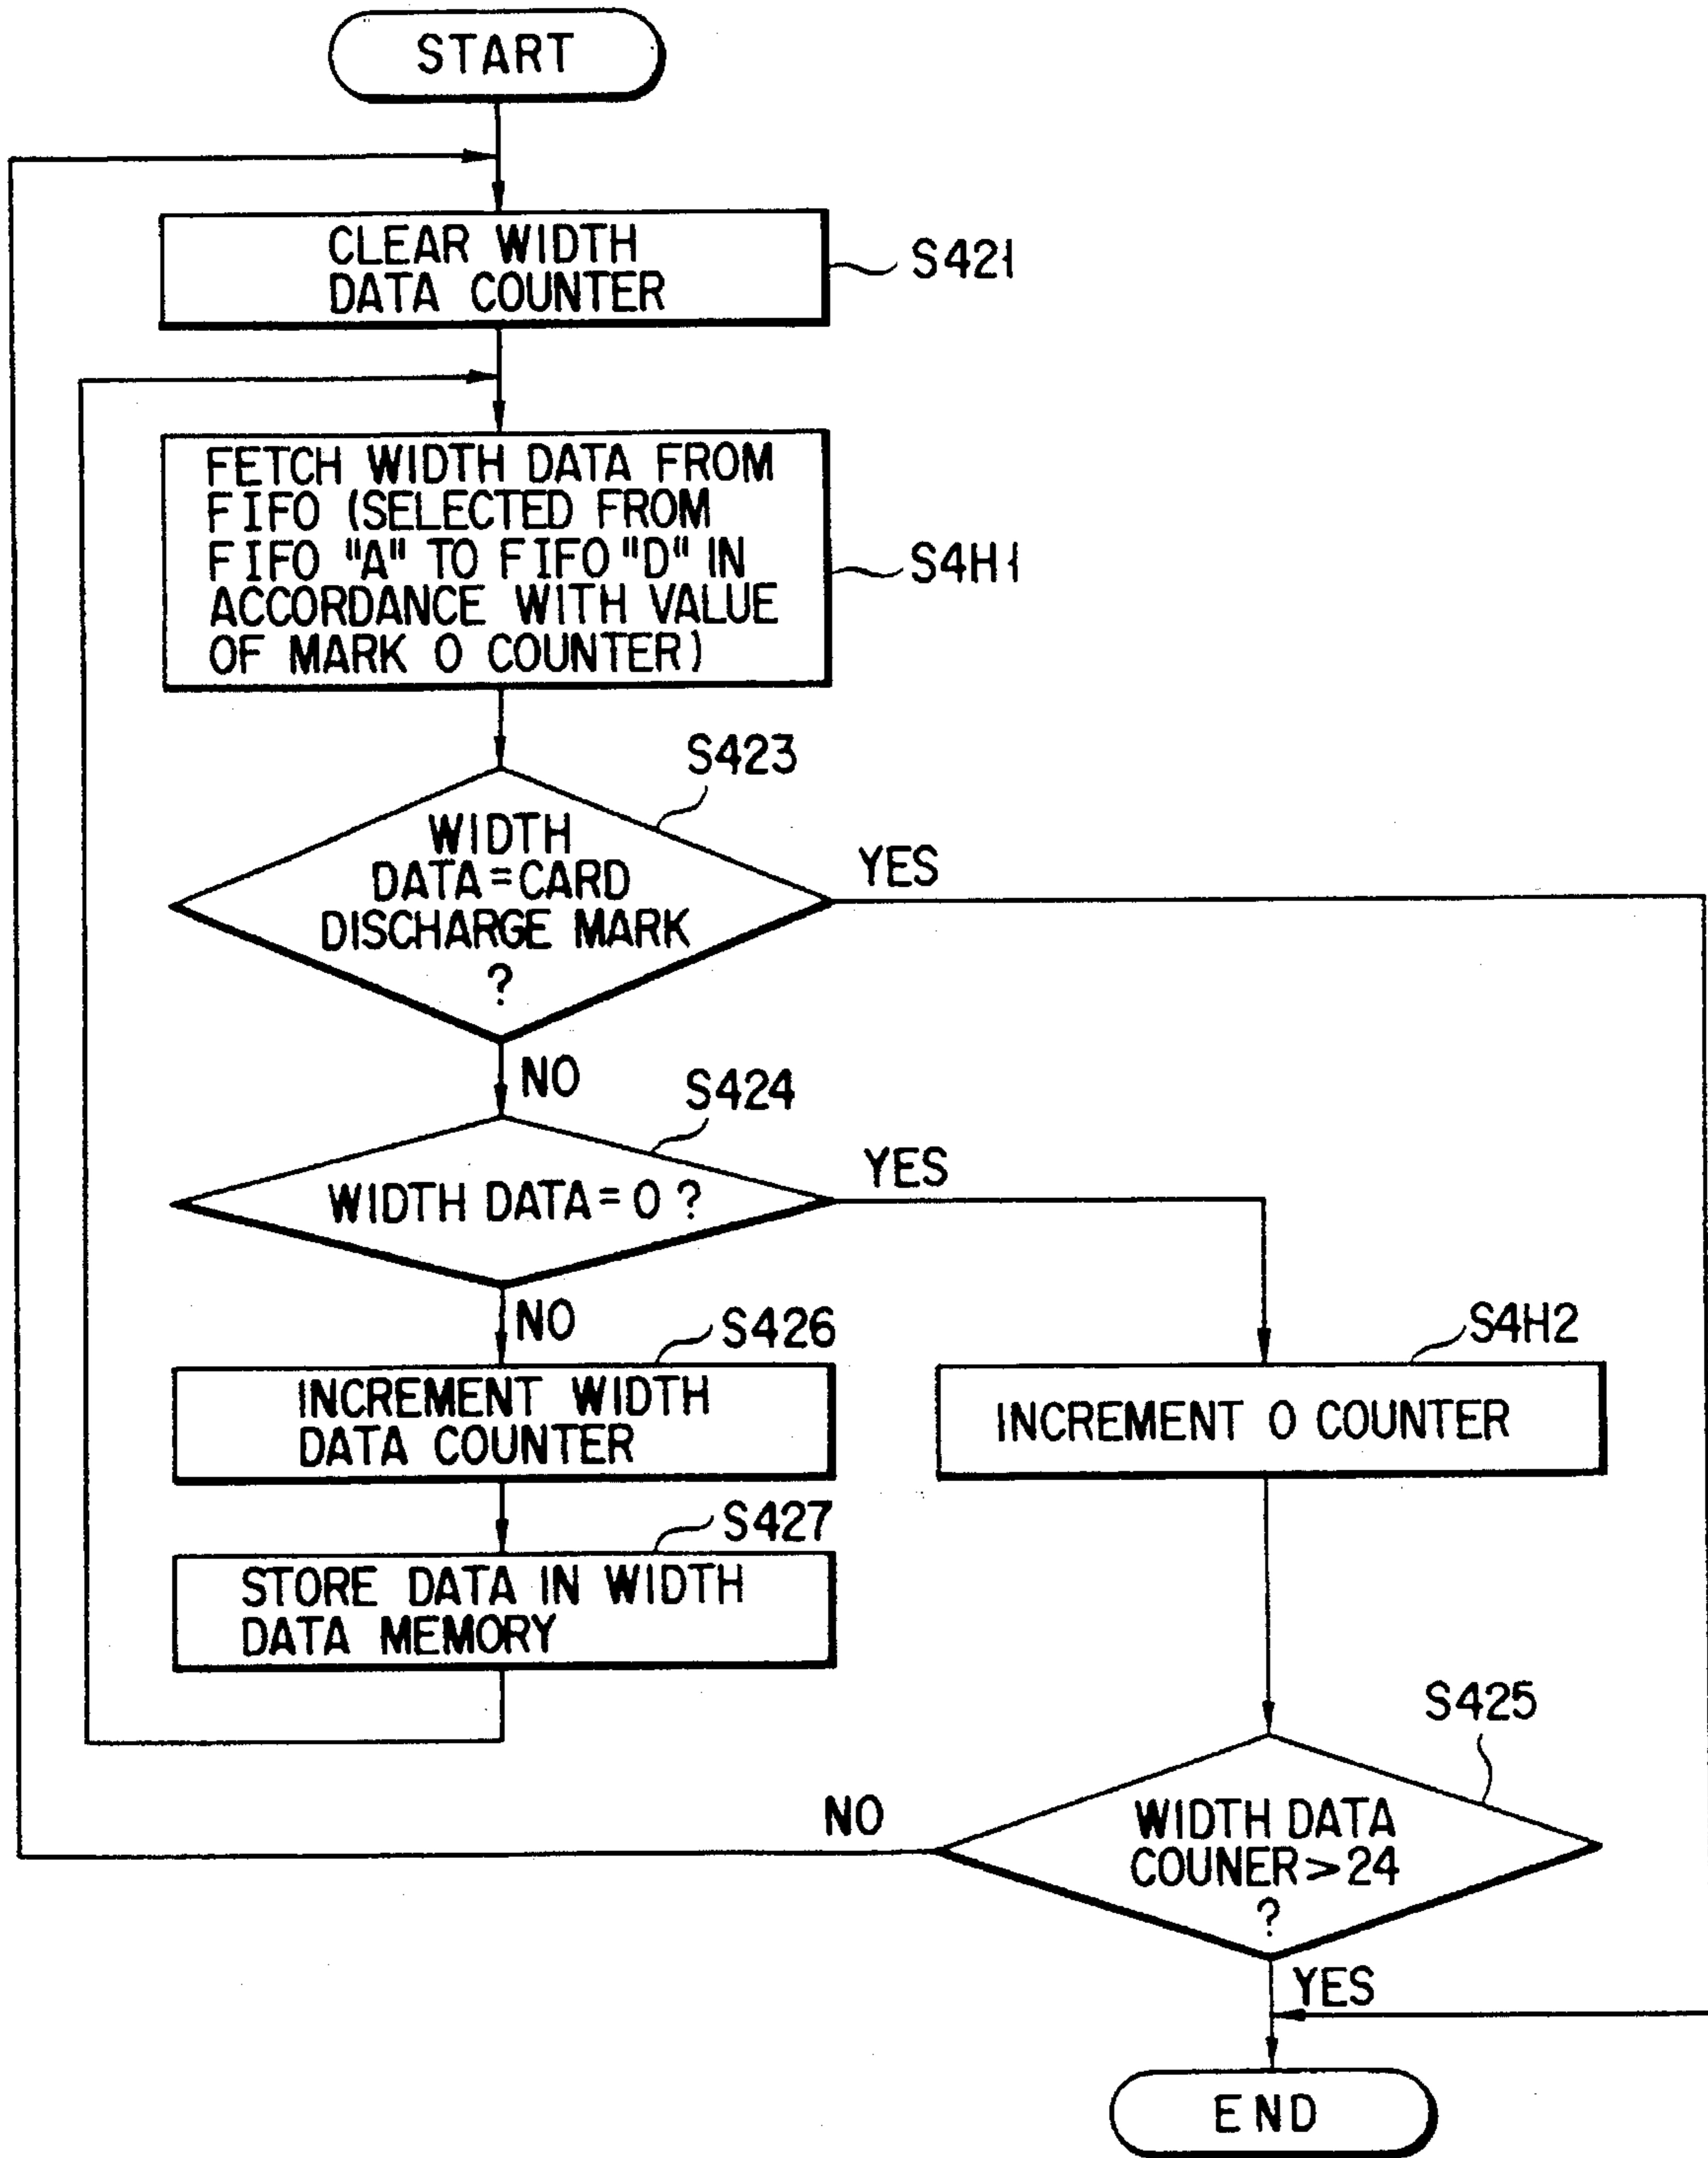 START
CLEAR WIDTH
DATA COUNTER
S421
FETCH WIDTH DATA FROM
FIFO (SELECTED FROM
FIFO "A" TO FIFO "D" IN
ACCORDANCE WITH VALUE
OF MARK 0 COUNTER)
S4H1
S423
WIDTH
DATA=CARD
DISCHARGE MARK
?
YES
NO
S424
WIDTH DATA=0 ?
YES
NO
S426
INCREMENT WIDTH
DATA COUNTER
S4H2
INCREMENT 0 COUNTER
S427
STORE DATA IN WIDTH
DATA MEMORY
S425
WIDTH DATA
COUNER>24
?
NO
YES
END